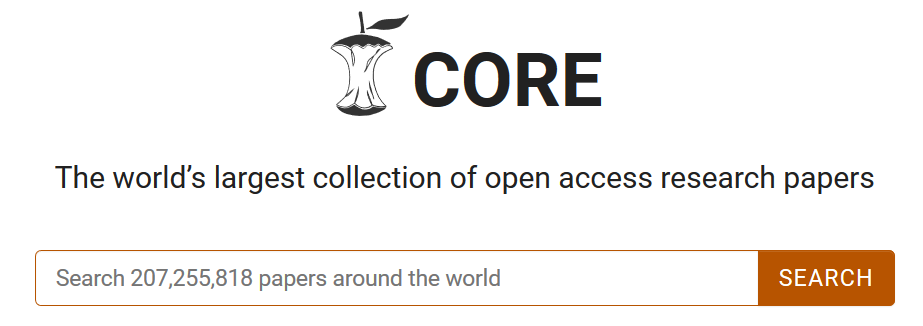 CORE
The world's largest collection of open access research papers
Search 207,255,818 papers around the world
SEARCH